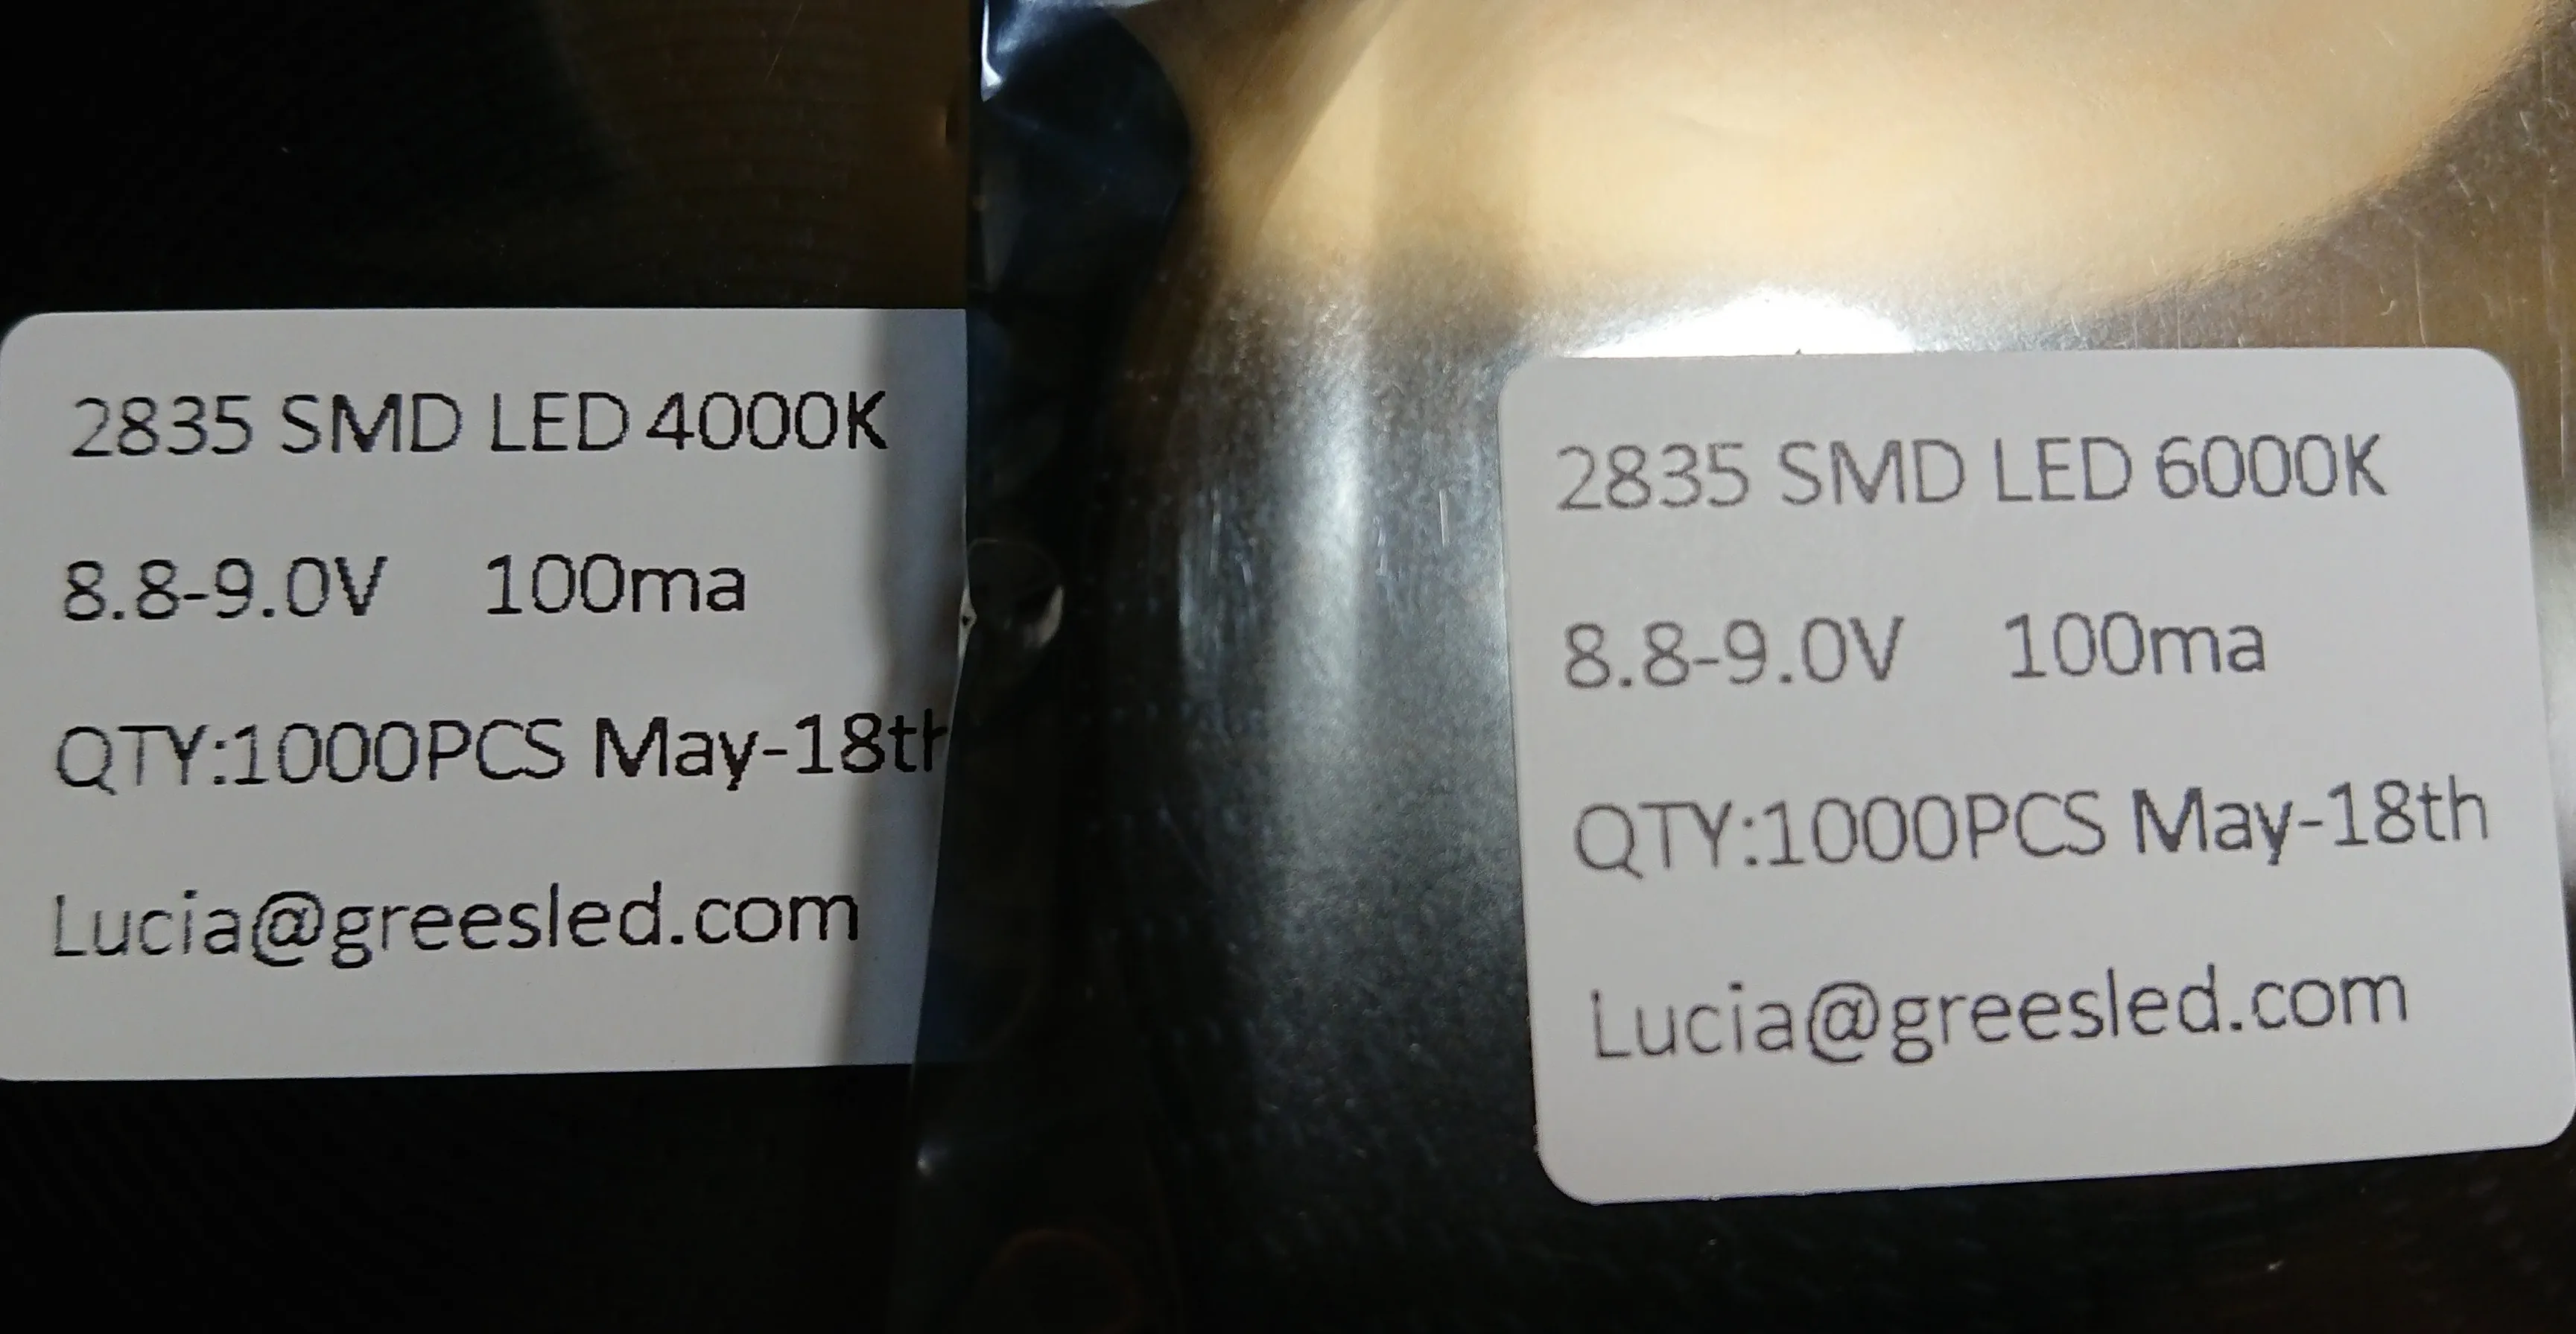 2835 SMD LED 4000K
8.8-9.0V 100ma
QTY:1000PCS May-18th
Lucia@greesled.com
2835 SMD LED 6000K
8.8-9.0V 100ma
QTY:1000PCS May-18th
Lucia@greesled.com